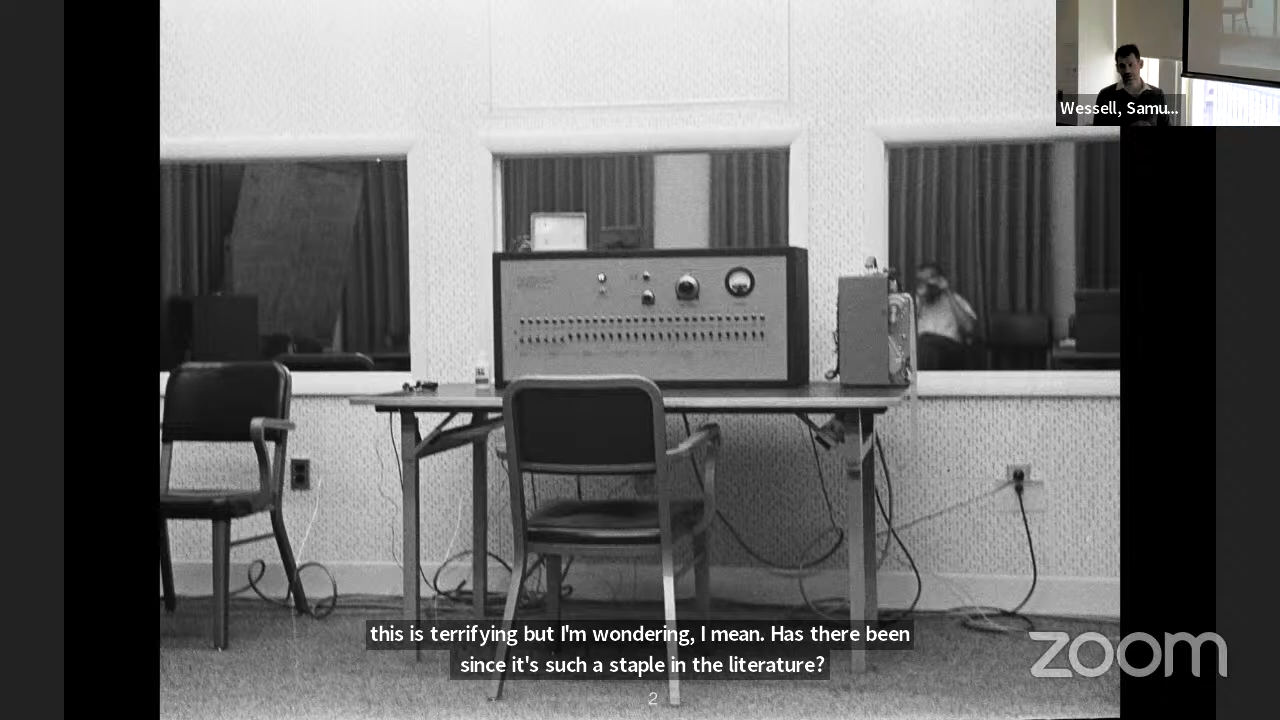 Wessell, Samu...
this is terrifying but I'm wondering, I mean. Has there been
since it's such a staple in the literature?
2
zoom